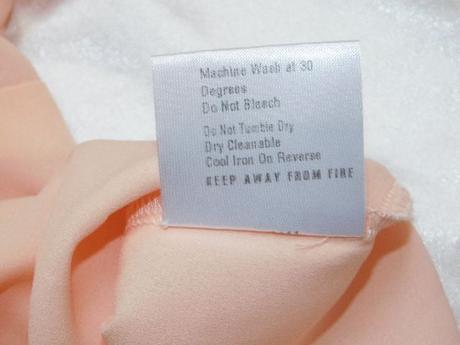 Machine Wash at 30
Degrees
Do Not Bleach
Do Not Tumble Dry
Dry Cleanable
Cool Iron On Reverse
KEEP AWAY FROM FIRE